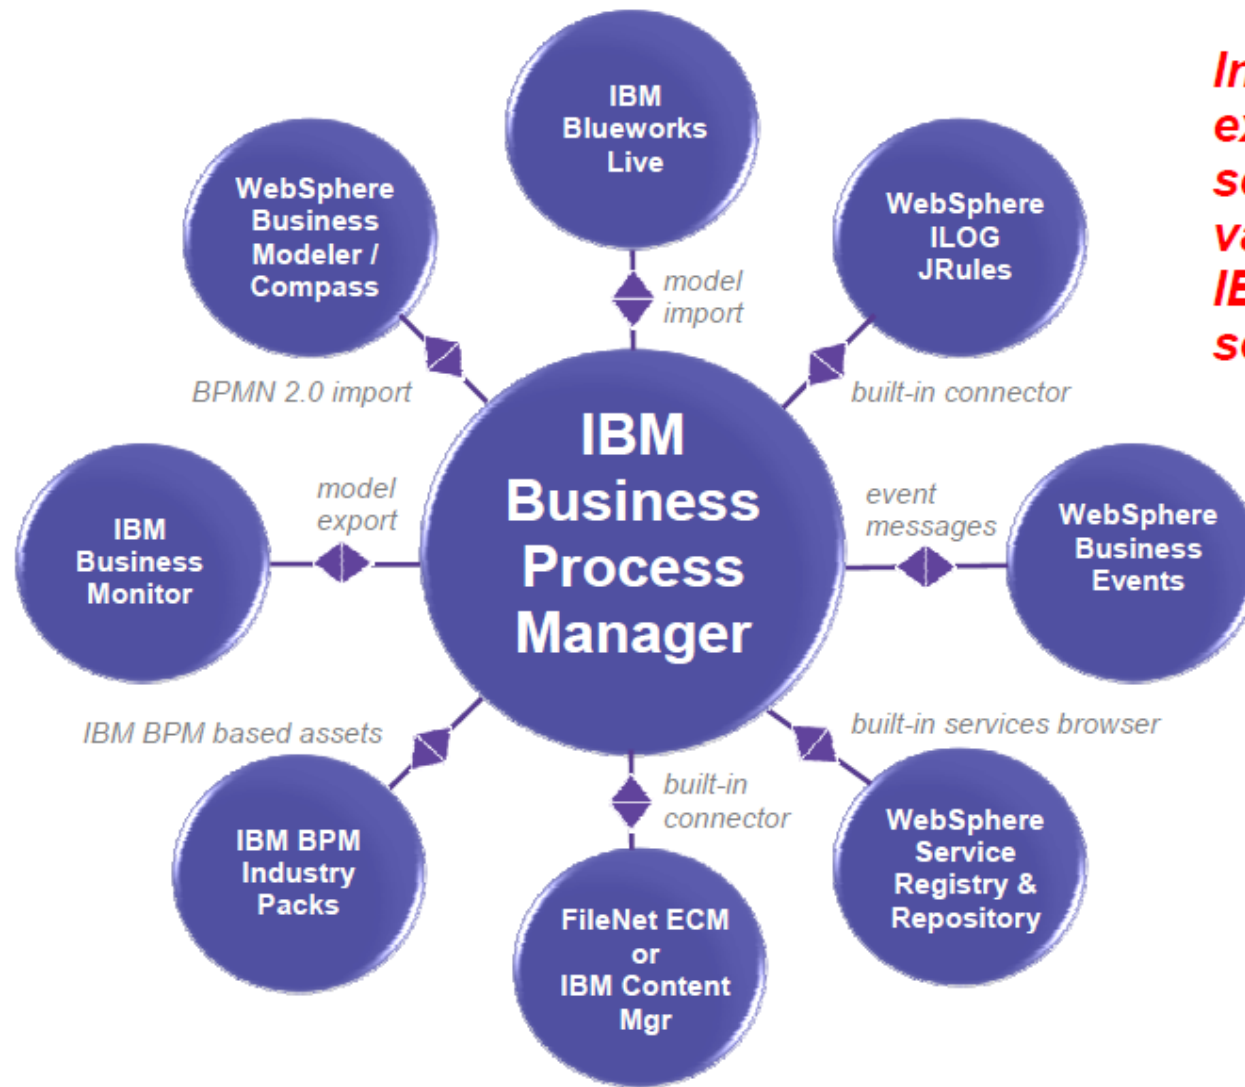 IBM
Blueworks
Live
WebSphere
Business
Modeler /
Compass
WebSphere
ILOG
JRules
model
import
BPMN 2.0 import
built-in connector
IBM
Business
Process
Manager
model
export
event
messages
IBM
Business
Monitor
WebSphere
Business
Events
IBM BPM based assets
built-in services browser
built-in
connector
IBM BPM
Industry
Packs
WebSphere
Service
Registry &
Repository
FileNet ECM
or
IBM Content
Mgr